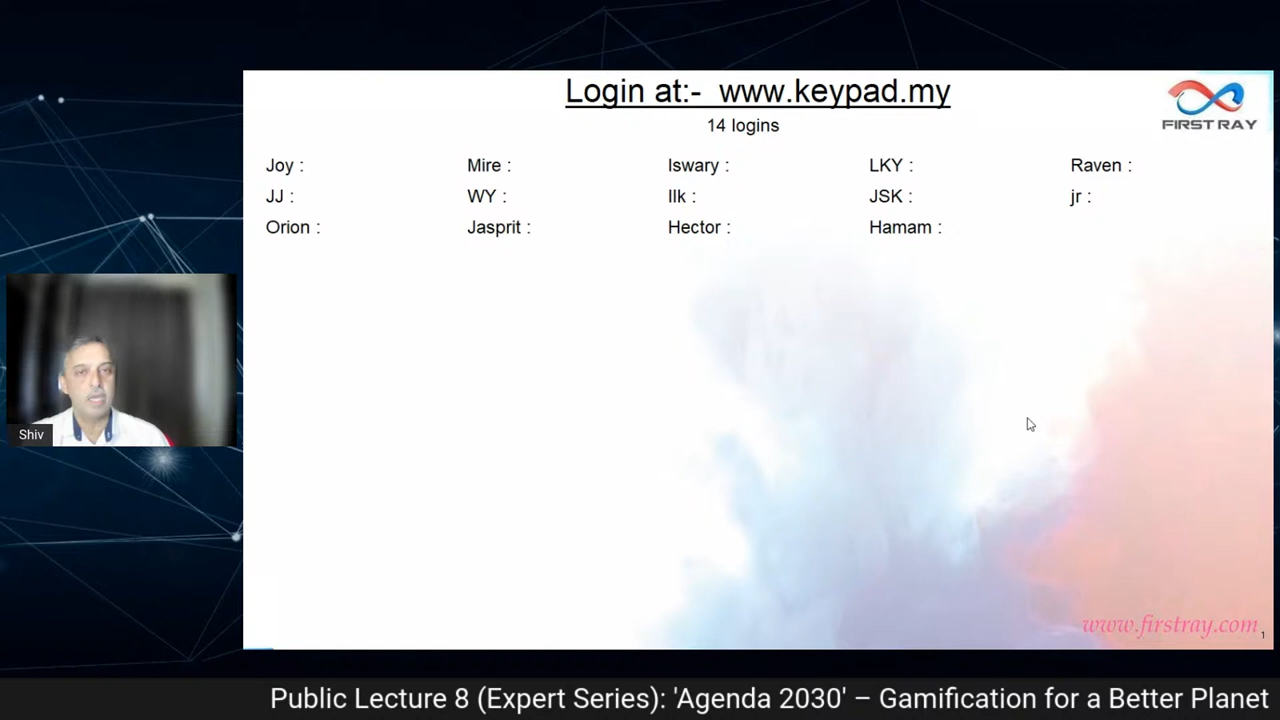 Login at:- www.keypad.my
14 logins
FIRST RAY
Joy : Mire : Iswary : LKY : Raven :
JJ : WY : Ilk : JSK : jr :
Orion : Jasprit : Hector : Hamam :
Shiv
www.firstray.com
1
Public Lecture 8 (Expert Series): 'Agenda 2030' – Gamification for a Better Planet